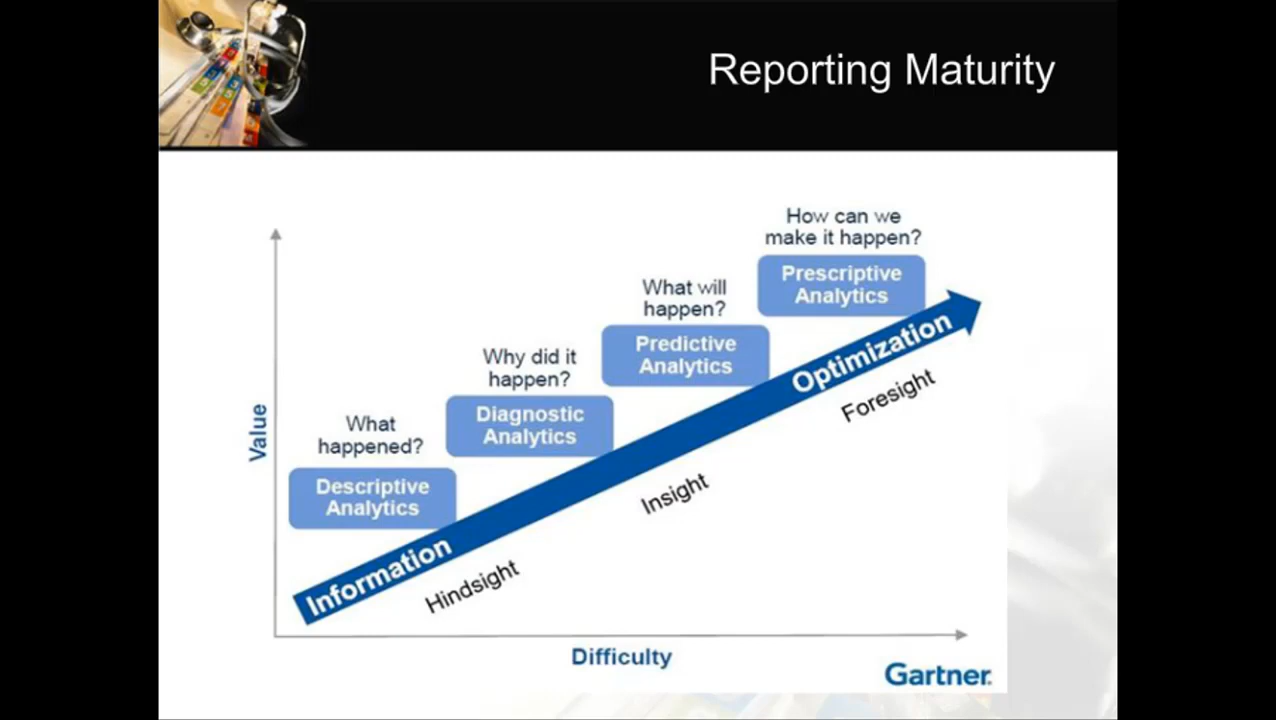 Reporting Maturity
How can we
make it happen?
Prescriptive
Analytics
What will
happen?
Predictive
Analytics
Why did it
happen?
Diagnostic
Analytics
What
happened?
Descriptive
Analytics
Value
Information
Optimization
Hindsight
Insight
Foresight
Difficulty
Gartner.